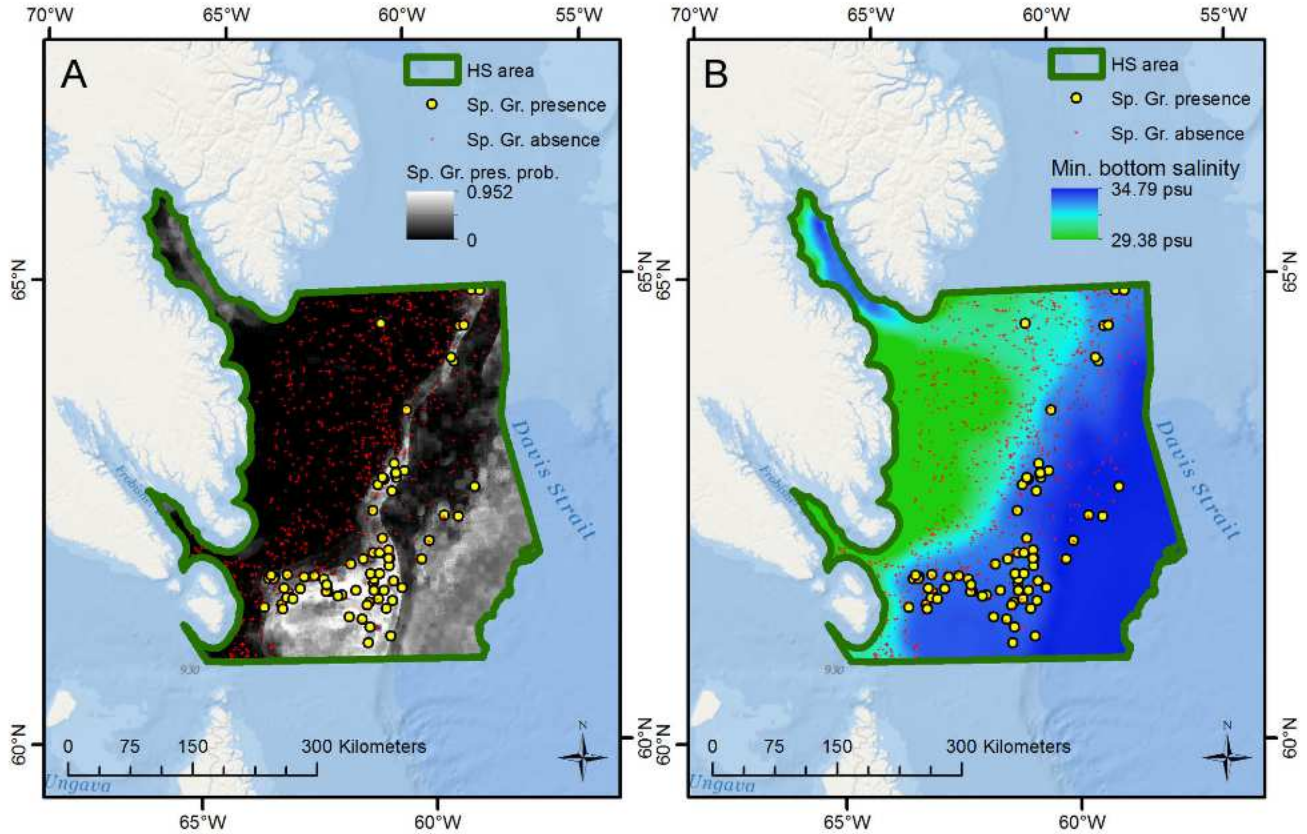 70°W 65°W 60°W 55°W
A
HS area
Sp. Gr. presence
Sp. Gr. absence
Sp. Gr. pres. prob.
0.952
0
65°N
65°N
Davis Strait
Frobisher
930
60°N
60°N
0 75 150 300 Kilometers
N
Ungava
65°W 60°W
70°W 65°W 60°W 55°W
B
HS area
Sp. Gr. presence
Sp. Gr. absence
Min. bottom salinity
34.79 psu
29.38 psu
65°N
65°N
Davis Strait
930
60°N
60°N
0 75 150 300 Kilometers
N
Ungava
65°W 60°W